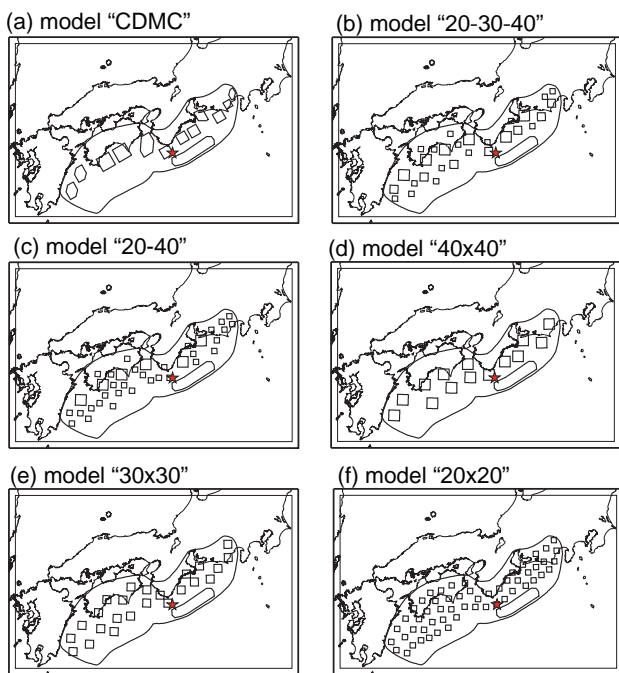 (a) model “CDMC”
(b) model “20-30-40”
(c) model “20-40”
(d) model “40x40”
(e) model “30x30”
(f) model “20x20”